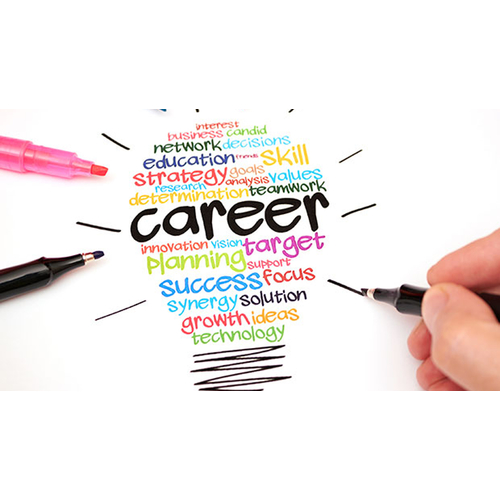 interest
business candid
network decisions
education friends skill
strategy goals
research analysis values
determination teamwork
career
innovation vision target
planning support
success focus
synergy solution
growth ideas
technology